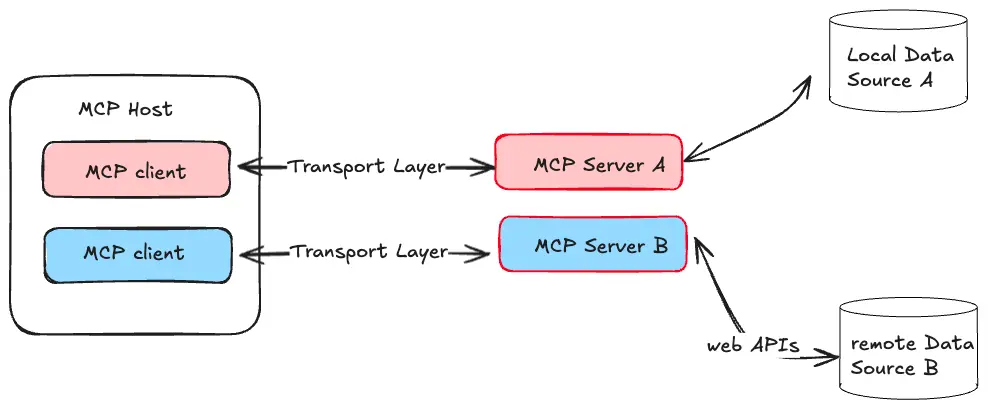 MCP Host
MCP client
Transport Layer
MCP Server A
Local Data
Source A
MCP client
Transport Layer
MCP Server B
web APIs
remote Data
Source B